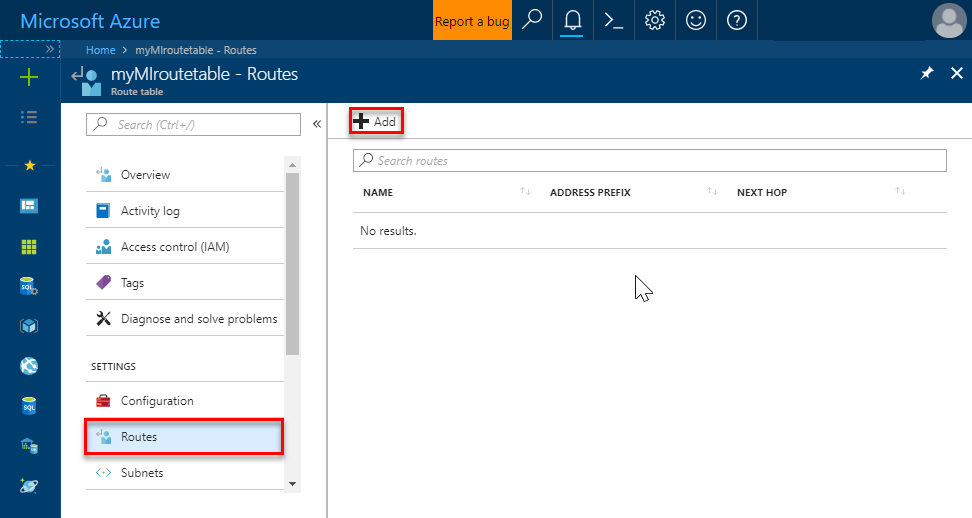 Microsoft Azure
Report a bug
Home > myMIroutetable - Routes
myMIroutetable - Routes
Route table
Search (Ctrl+/)
Add
Search routes
Overview
NAME ADDRESS PREFIX NEXT HOP
Activity log
No results.
Access control (IAM)
Tags
Diagnose and solve problems
SETTINGS
Configuration
Routes
Subnets
SQL
SQL